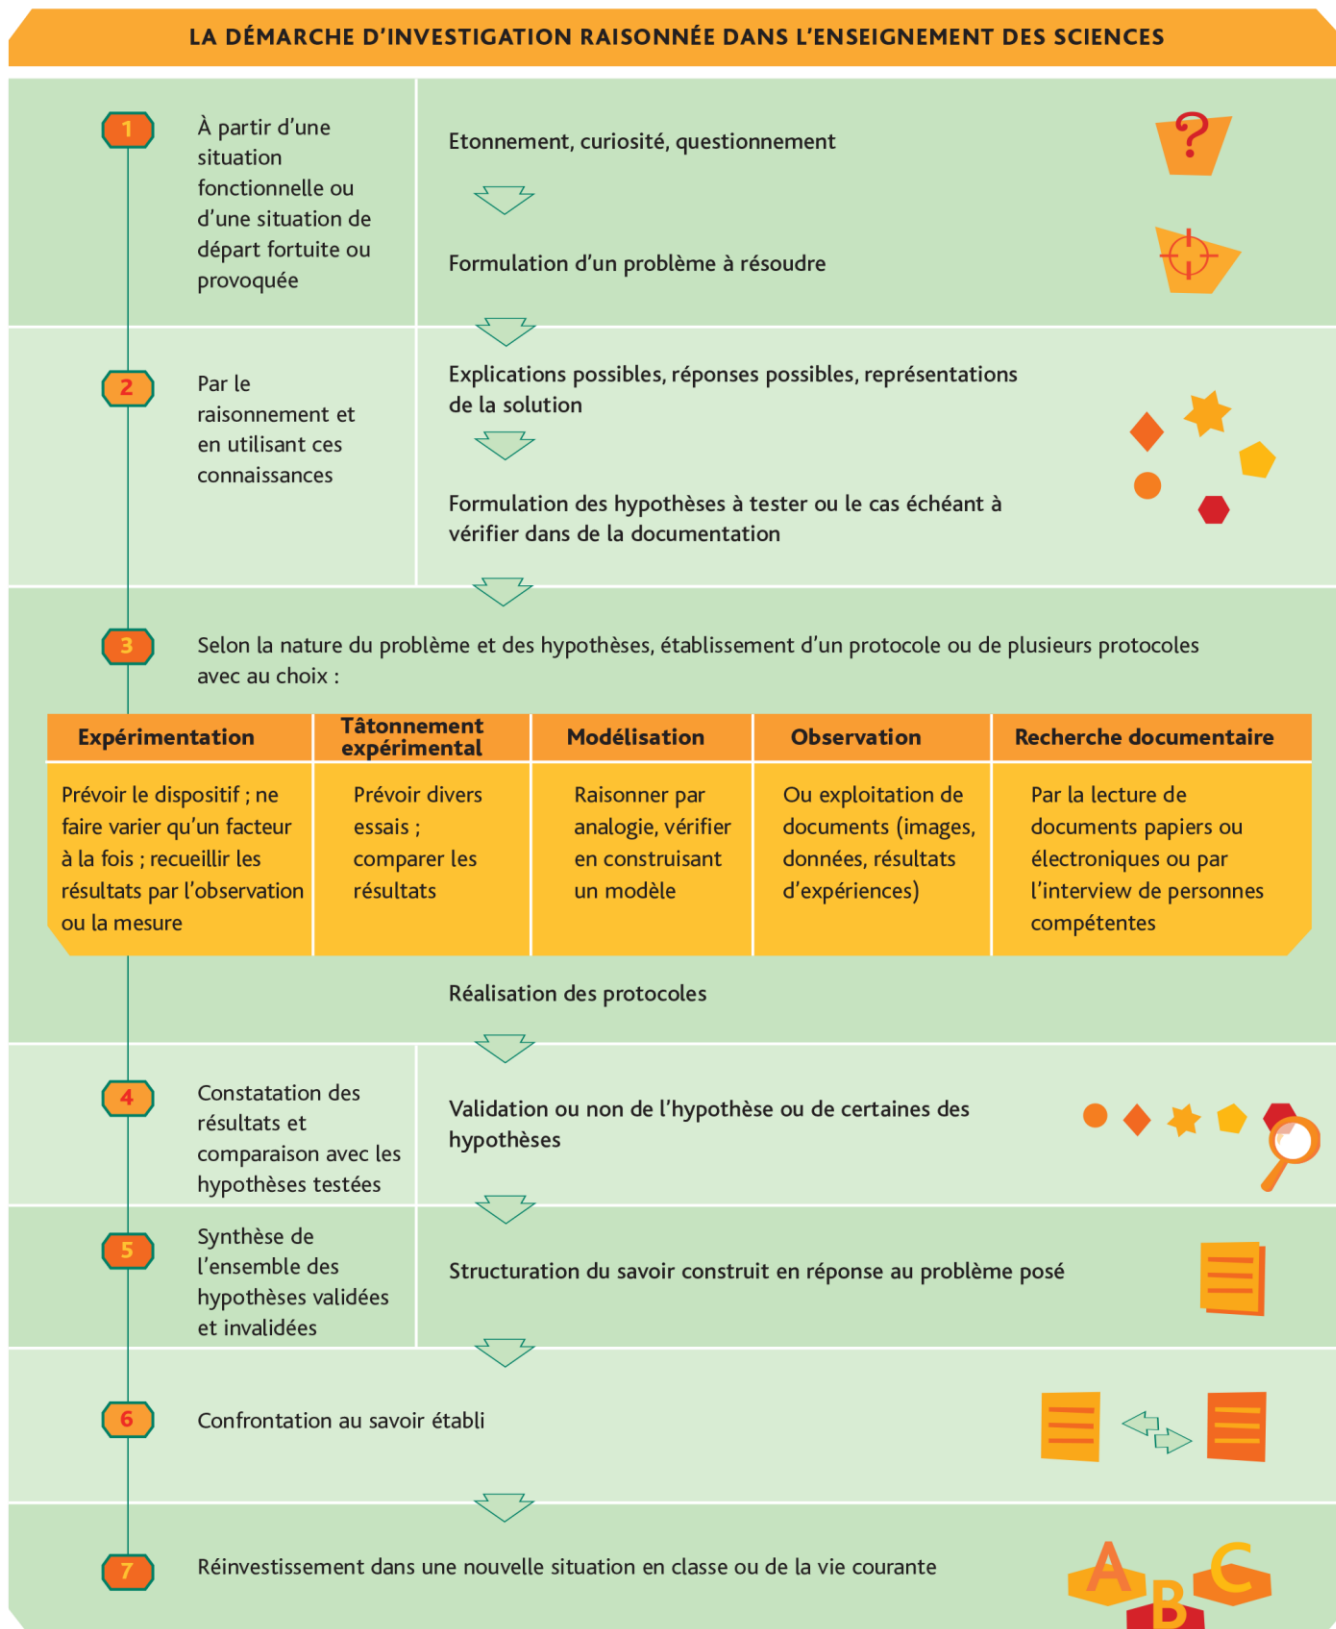 LA DÉMARCHE D’INVESTIGATION RAISONNÉE DANS L’ENSEIGNEMENT DES SCIENCES
1
À partir d’une
situation
fonctionnelle ou
d’une situation de
départ fortuite ou
provoquée
Etonnement, curiosité, questionnement
?
Formulation d’un problème à résoudre
2
Par le
raisonnement et
en utilisant ces
connaissances
Explications possibles, réponses possibles, représentations
de la solution
Formulation des hypothèses à tester ou le cas échéant à
vérifier dans de la documentation
3
Selon la nature du problème et des hypothèses, établissement d’un protocole ou de plusieurs protocoles
avec au choix :
Expérimentation
Prévoir le dispositif ; ne
faire varier qu’un facteur
à la fois ; recueillir les
résultats par l’observation
ou la mesure
Tâtonnement
expérimental
Prévoir divers
essais ;
comparer les
résultats
Modélisation
Raisonner par
analogie, vérifier
en construisant
un modèle
Observation
Ou exploitation de
documents (images,
données, résultats
d’expériences)
Recherche documentaire
Par la lecture de
documents papiers ou
électroniques ou par
l’interview de personnes
compétentes
Réalisation des protocoles
4
Constatation des
résultats et
comparaison avec les
hypothèses testées
Validation ou non de l’hypothèse ou de certaines des
hypothèses
5
Synthèse de
l’ensemble des
hypothèses validées
et invalidées
Structuration du savoir construit en réponse au problème posé
6
Confrontation au savoir établi
7
Réinvestissement dans une nouvelle situation en classe ou de la vie courante
A
B
C